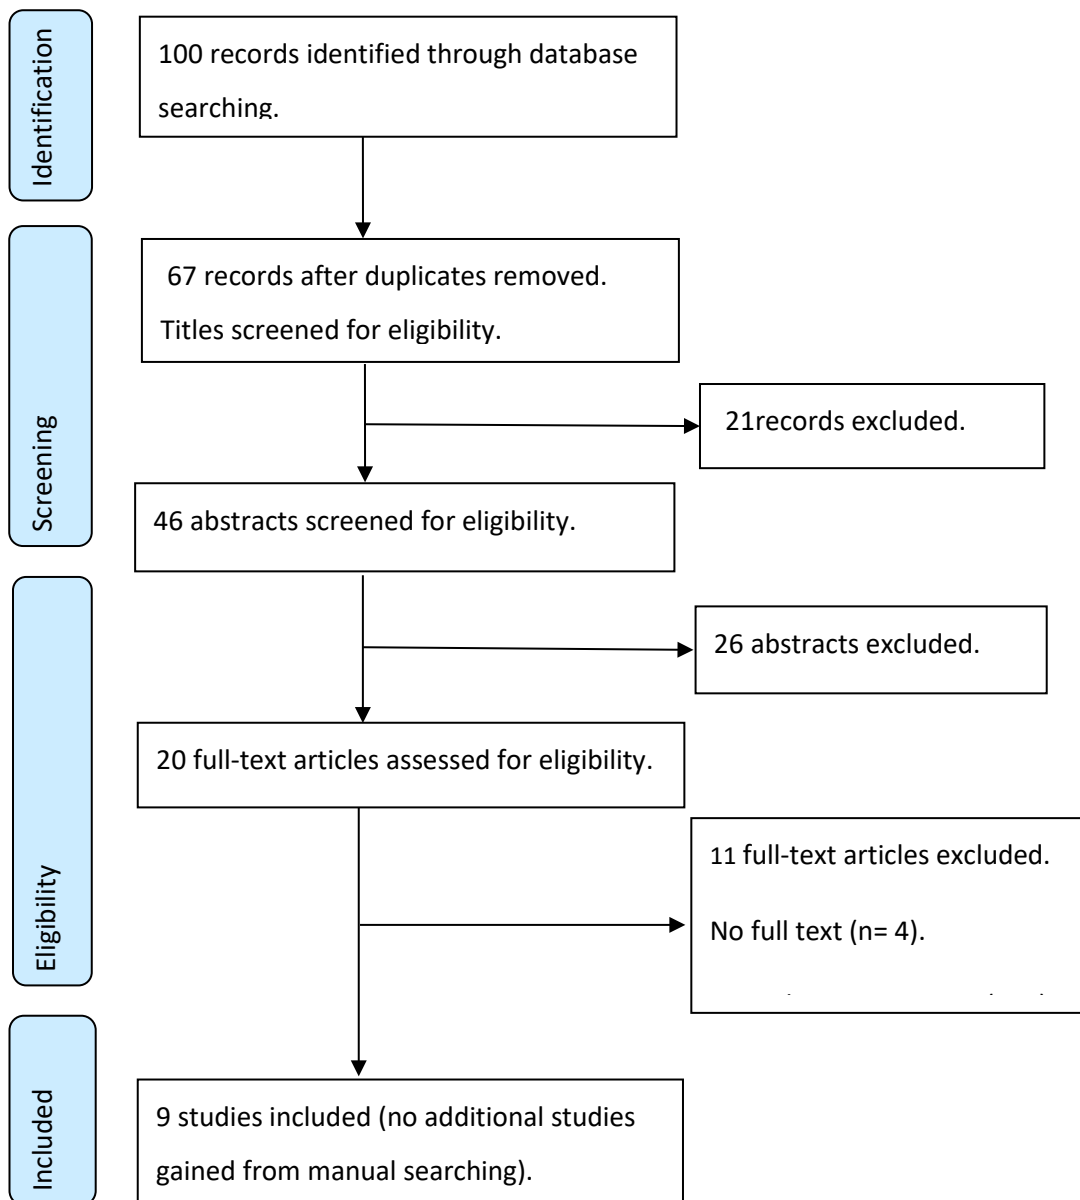 Identification
100 records identified through database
searching.
67 records after duplicates removed.
Titles screened for eligibility.
21records excluded.
Screening
46 abstracts screened for eligibility.
26 abstracts excluded.
20 full-text articles assessed for eligibility.
11 full-text articles excluded.
No full text (n= 4).
Eligibility
Included
9 studies included (no additional studies
gained from manual searching).